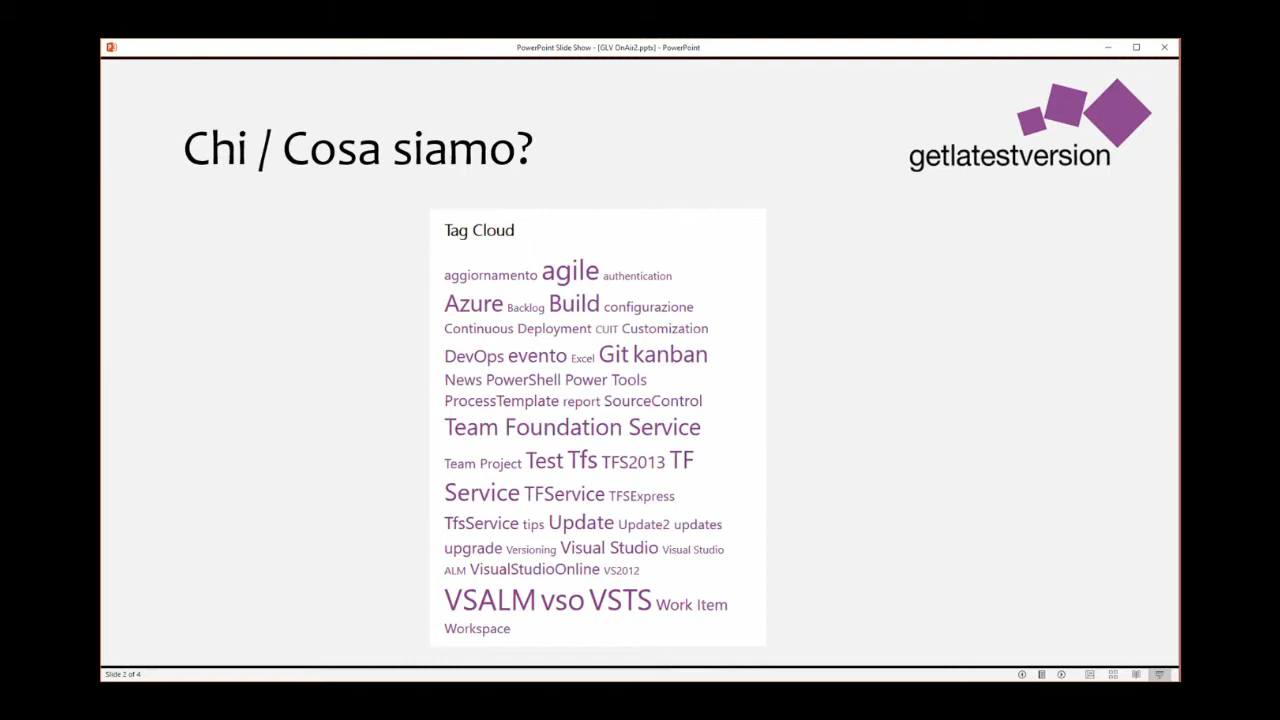 PowerPoint Slide Show - [GLV OnAir2.pptx] - PowerPoint
Chi / Cosa siamo?
getlatestversion
Tag Cloud
aggiornamento agile authentication
Azure Backlog Build configurazione
Continuous Deployment CUIT Customization
DevOps evento Excel Git kanban
News PowerShell Power Tools
ProcessTemplate report SourceControl
Team Foundation Service
Team Project Test Tfs TFS2013 TF
Service TFService TFSExpress
TfsService tips Update Update2 updates
upgrade Versioning Visual Studio Visual Studio
ALM VisualStudioOnline VS2012
VSALM vso VSTS Work Item
Workspace
Slide 2 of 4